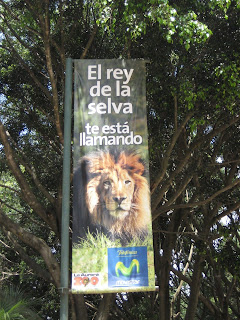 El rey
de la
selva
te está
llamando